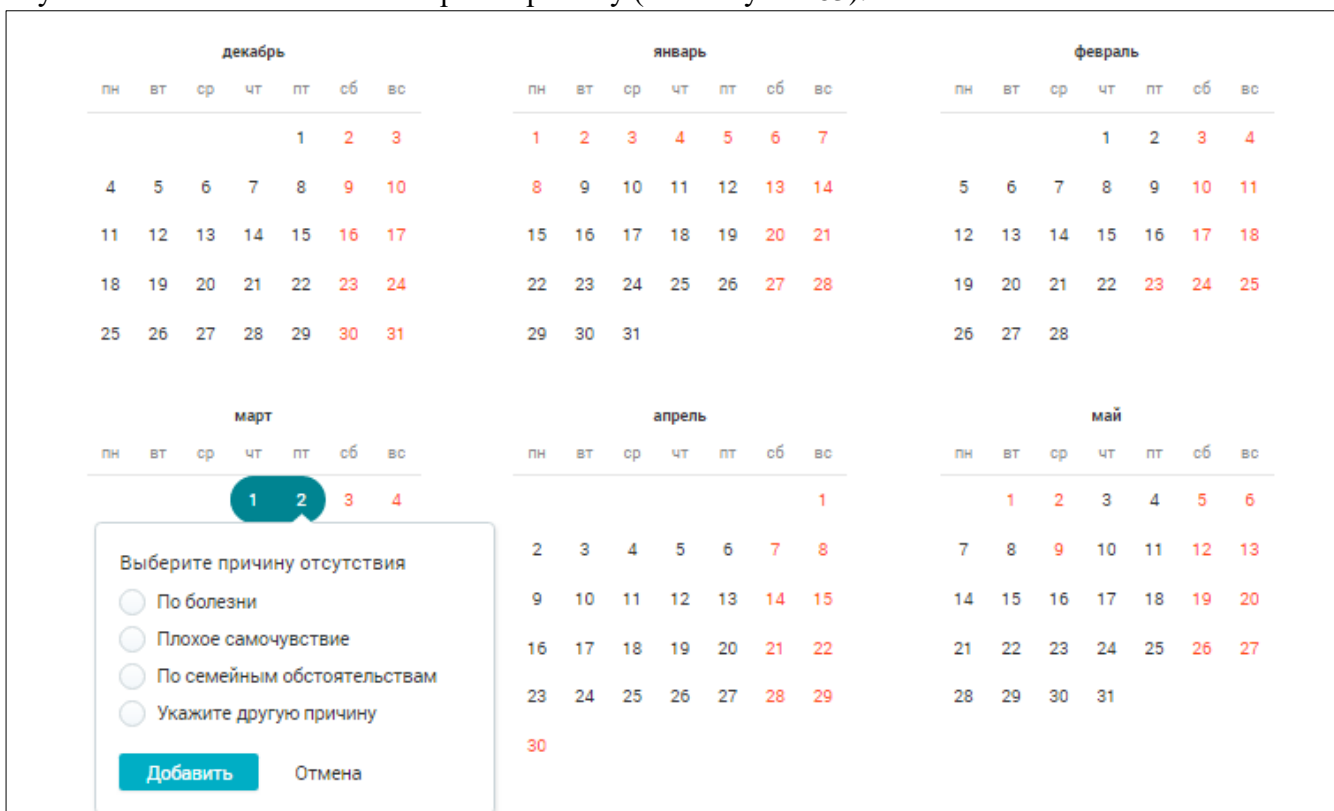 декабрь январь февраль
пн вт ср чт пт сб вс пн вт ср чт пт сб вс пн вт ср чт пт сб вс
1 2 3 1 2 3 4 5 6 7 1 2 3 4
4 5 6 7 8 9 10 8 9 10 11 12 13 14 5 6 7 8 9 10 11
11 12 13 14 15 16 17 15 16 17 18 19 20 21 12 13 14 15 16 17 18
18 19 20 21 22 23 24 22 23 24 25 26 27 28 19 20 21 22 23 24 25
25 26 27 28 29 30 31 29 30 31 26 27 28
март апрель май
пн вт ср чт пт сб вс пн вт ср чт пт сб вс пн вт ср чт пт сб вс
1 2 3 4 1 1 2 3 4 5 6
Выберите причину отсутствия
По болезни
Плохое самочувствие
По семейным обстоятельствам
Укажите другую причину
Добавить Отмена
2 3 4 5 6 7 8 7 8 9 10 11 12 13
9 10 11 12 13 14 15 14 15 16 17 18 19 20
16 17 18 19 20 21 22 21 22 23 24 25 26 27
23 24 25 26 27 28 29 28 29 30 31
30